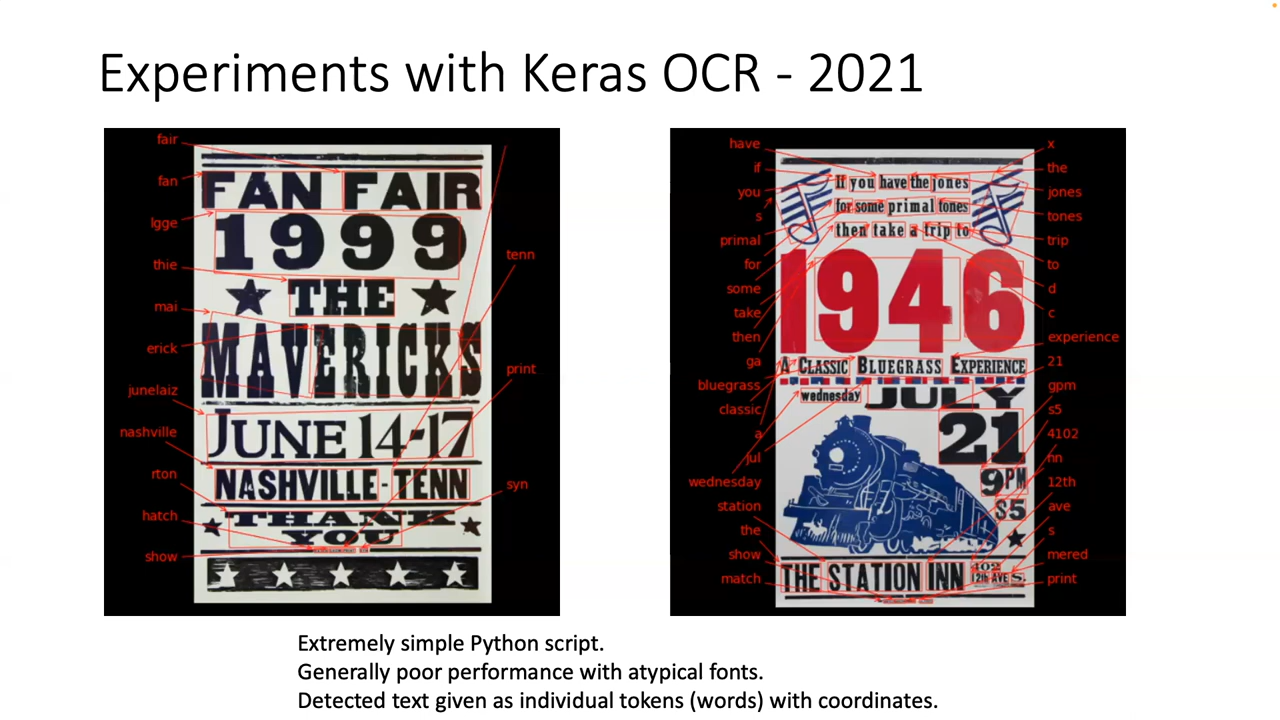 Experiments with Keras OCR - 2021
fair
fan
lgge
thie
mai
erick
junelaiz
nashville
rton
hatch
show
FAN FAIR
1999
THE
MAVERICKS
JUNE 14-17
NASHVILLE - TENN
THANK
YOU
tenn
print
syn
have
if
you
s
primal
for
some
take
then
ga
bluegrass
classic
a
jul
wednesday
station
the
show
match
If you have the jones
for some primal tones
then take a trip to
1946
A CLASSIC BLUEGRASS EXPERIENCE
wednesday JULY
21
9PM
$5
THE STATION INN
402
12th AVE S.
x
the
jones
tones
trip
to
d
c
experience
21
gpm
s5
4102
nn
12th
ave
s
mered
print
Extremely simple Python script.
Generally poor performance with atypical fonts.
Detected text given as individual tokens (words) with coordinates.